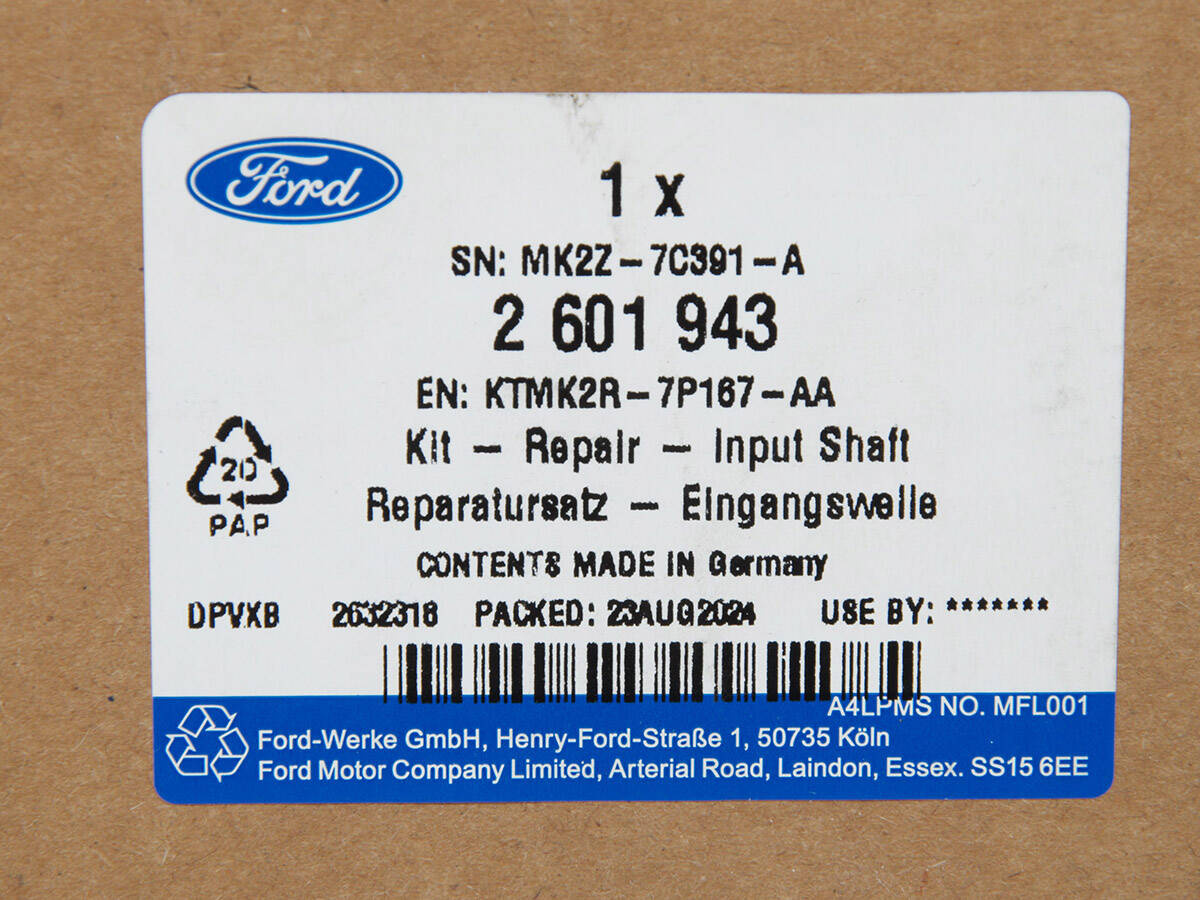 Ford
1 x
SN: MK2Z-7C391-A
2 601 943
EN: KTMK2R-7P167-AA
Kit - Repair - Input Shaft
Reparatursatz - Eingangswelle
20
PAP
CONTENTS MADE IN Germany
DPVXB 2632318 PACKED: 23AUG2024 USE BY: *******
A4LPMS NO. MFL001
Ford-Werke GmbH, Henry-Ford-Straße 1, 50735 Köln
Ford Motor Company Limited, Arterial Road, Laindon, Essex. SS15 6EE